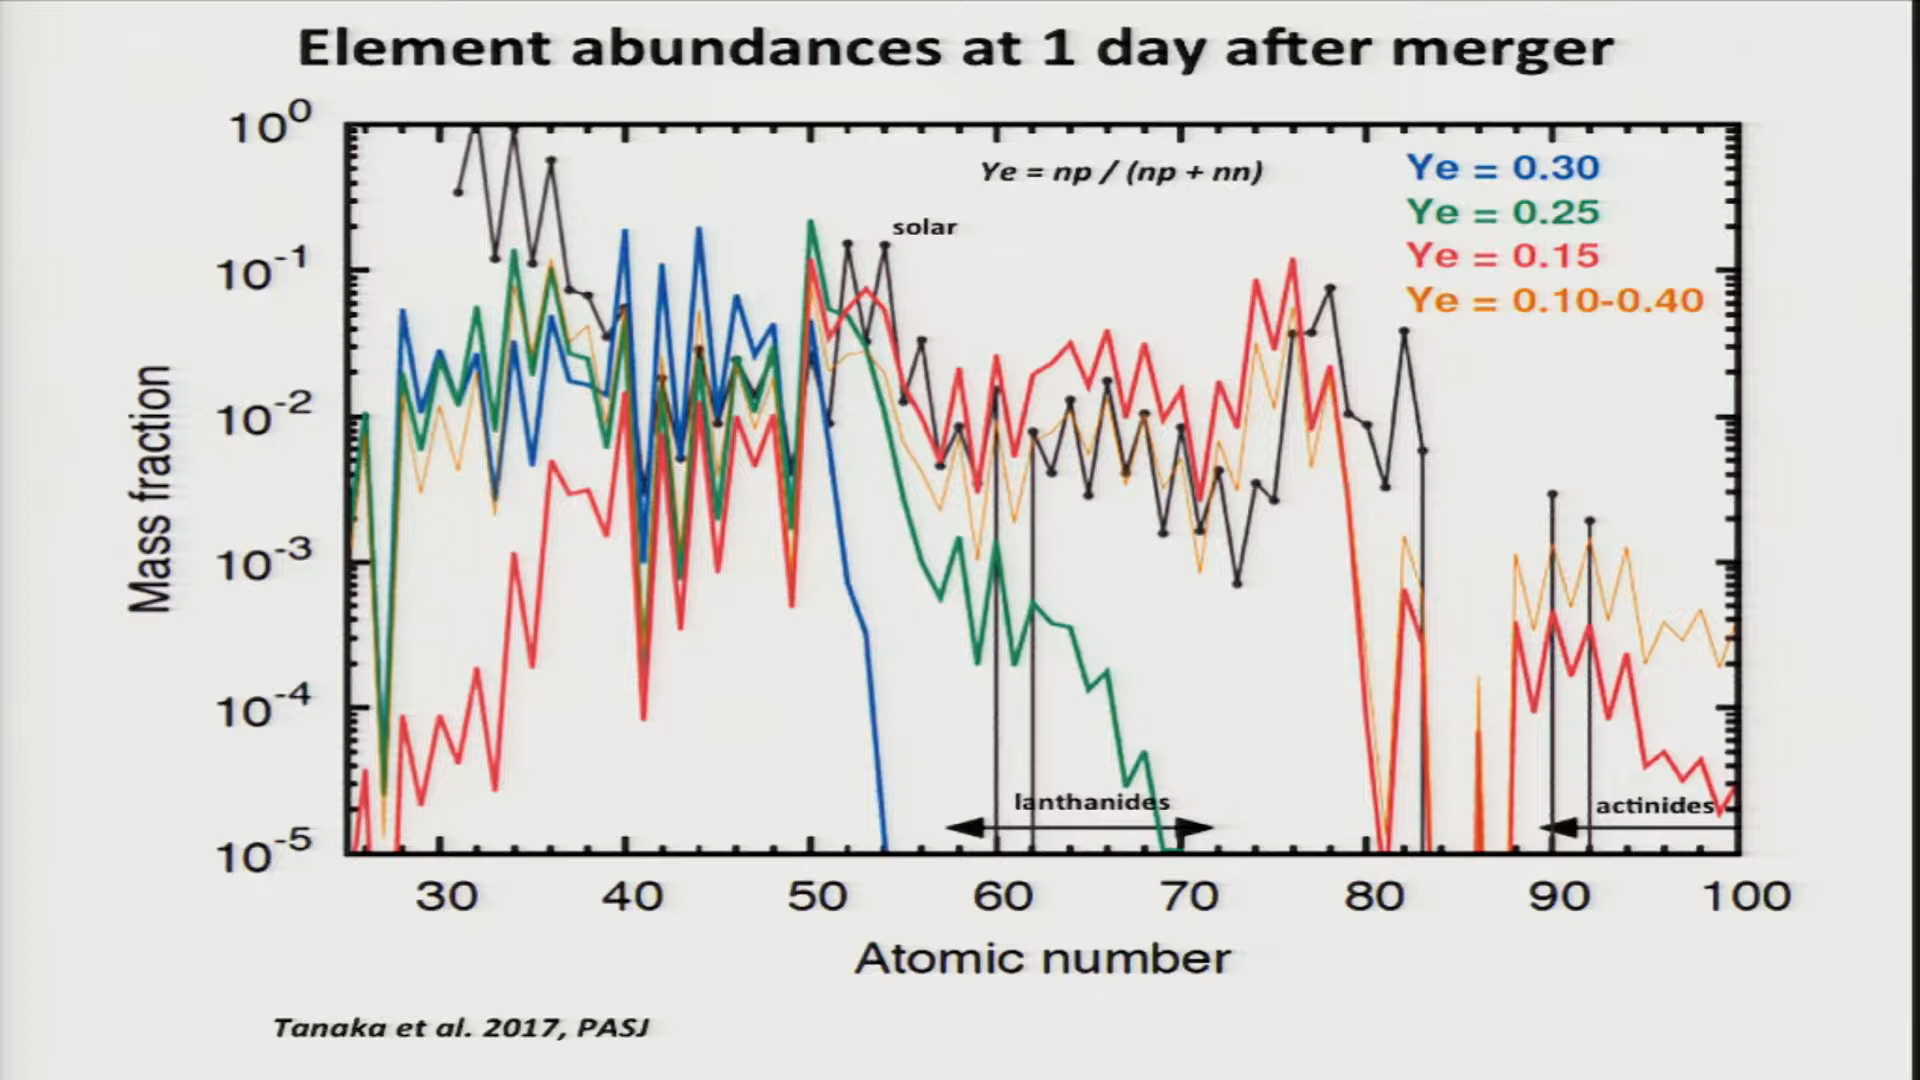 Element abundances at 1 day after merger
10^0
10^-1
10^-2
10^-3
10^-4
10^-5
Mass fraction
Ye = np / (np + nn)
solar
Ye = 0.30
Ye = 0.25
Ye = 0.15
Ye = 0.10-0.40
lanthanides
actinides
30 40 50 60 70 80 90 100
Atomic number
Tanaka et al. 2017, PASJ